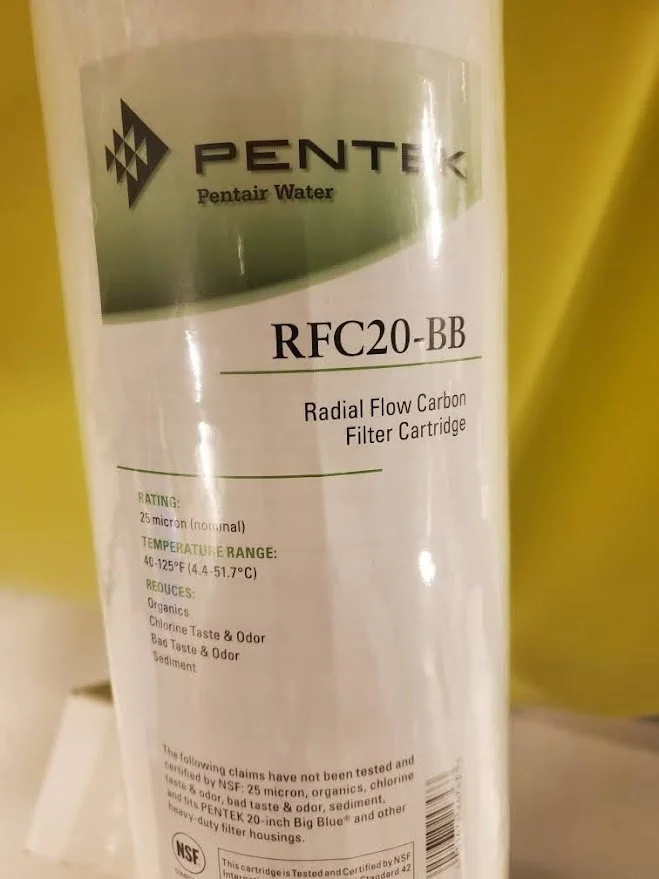 PENTEK
Pentair Water
RFC20-BB
Radial Flow Carbon
Filter Cartridge
RATING:
25 micron (nominal)
TEMPERATURE RANGE:
40-125°F (4.4-51.7°C)
REDUCES:
Organics
Chlorine Taste & Odor
Bad Taste & Odor
Sediment
The following claims have not been tested and
certified by NSF: 25 micron, organics, chlorine
taste & odor, bad taste & odor, sediment,
and fits PENTEK 20-inch Big Blue® and other
heavy-duty filter housings.
NSF
This cartridge is Tested and Certified by NSF
Standard 42